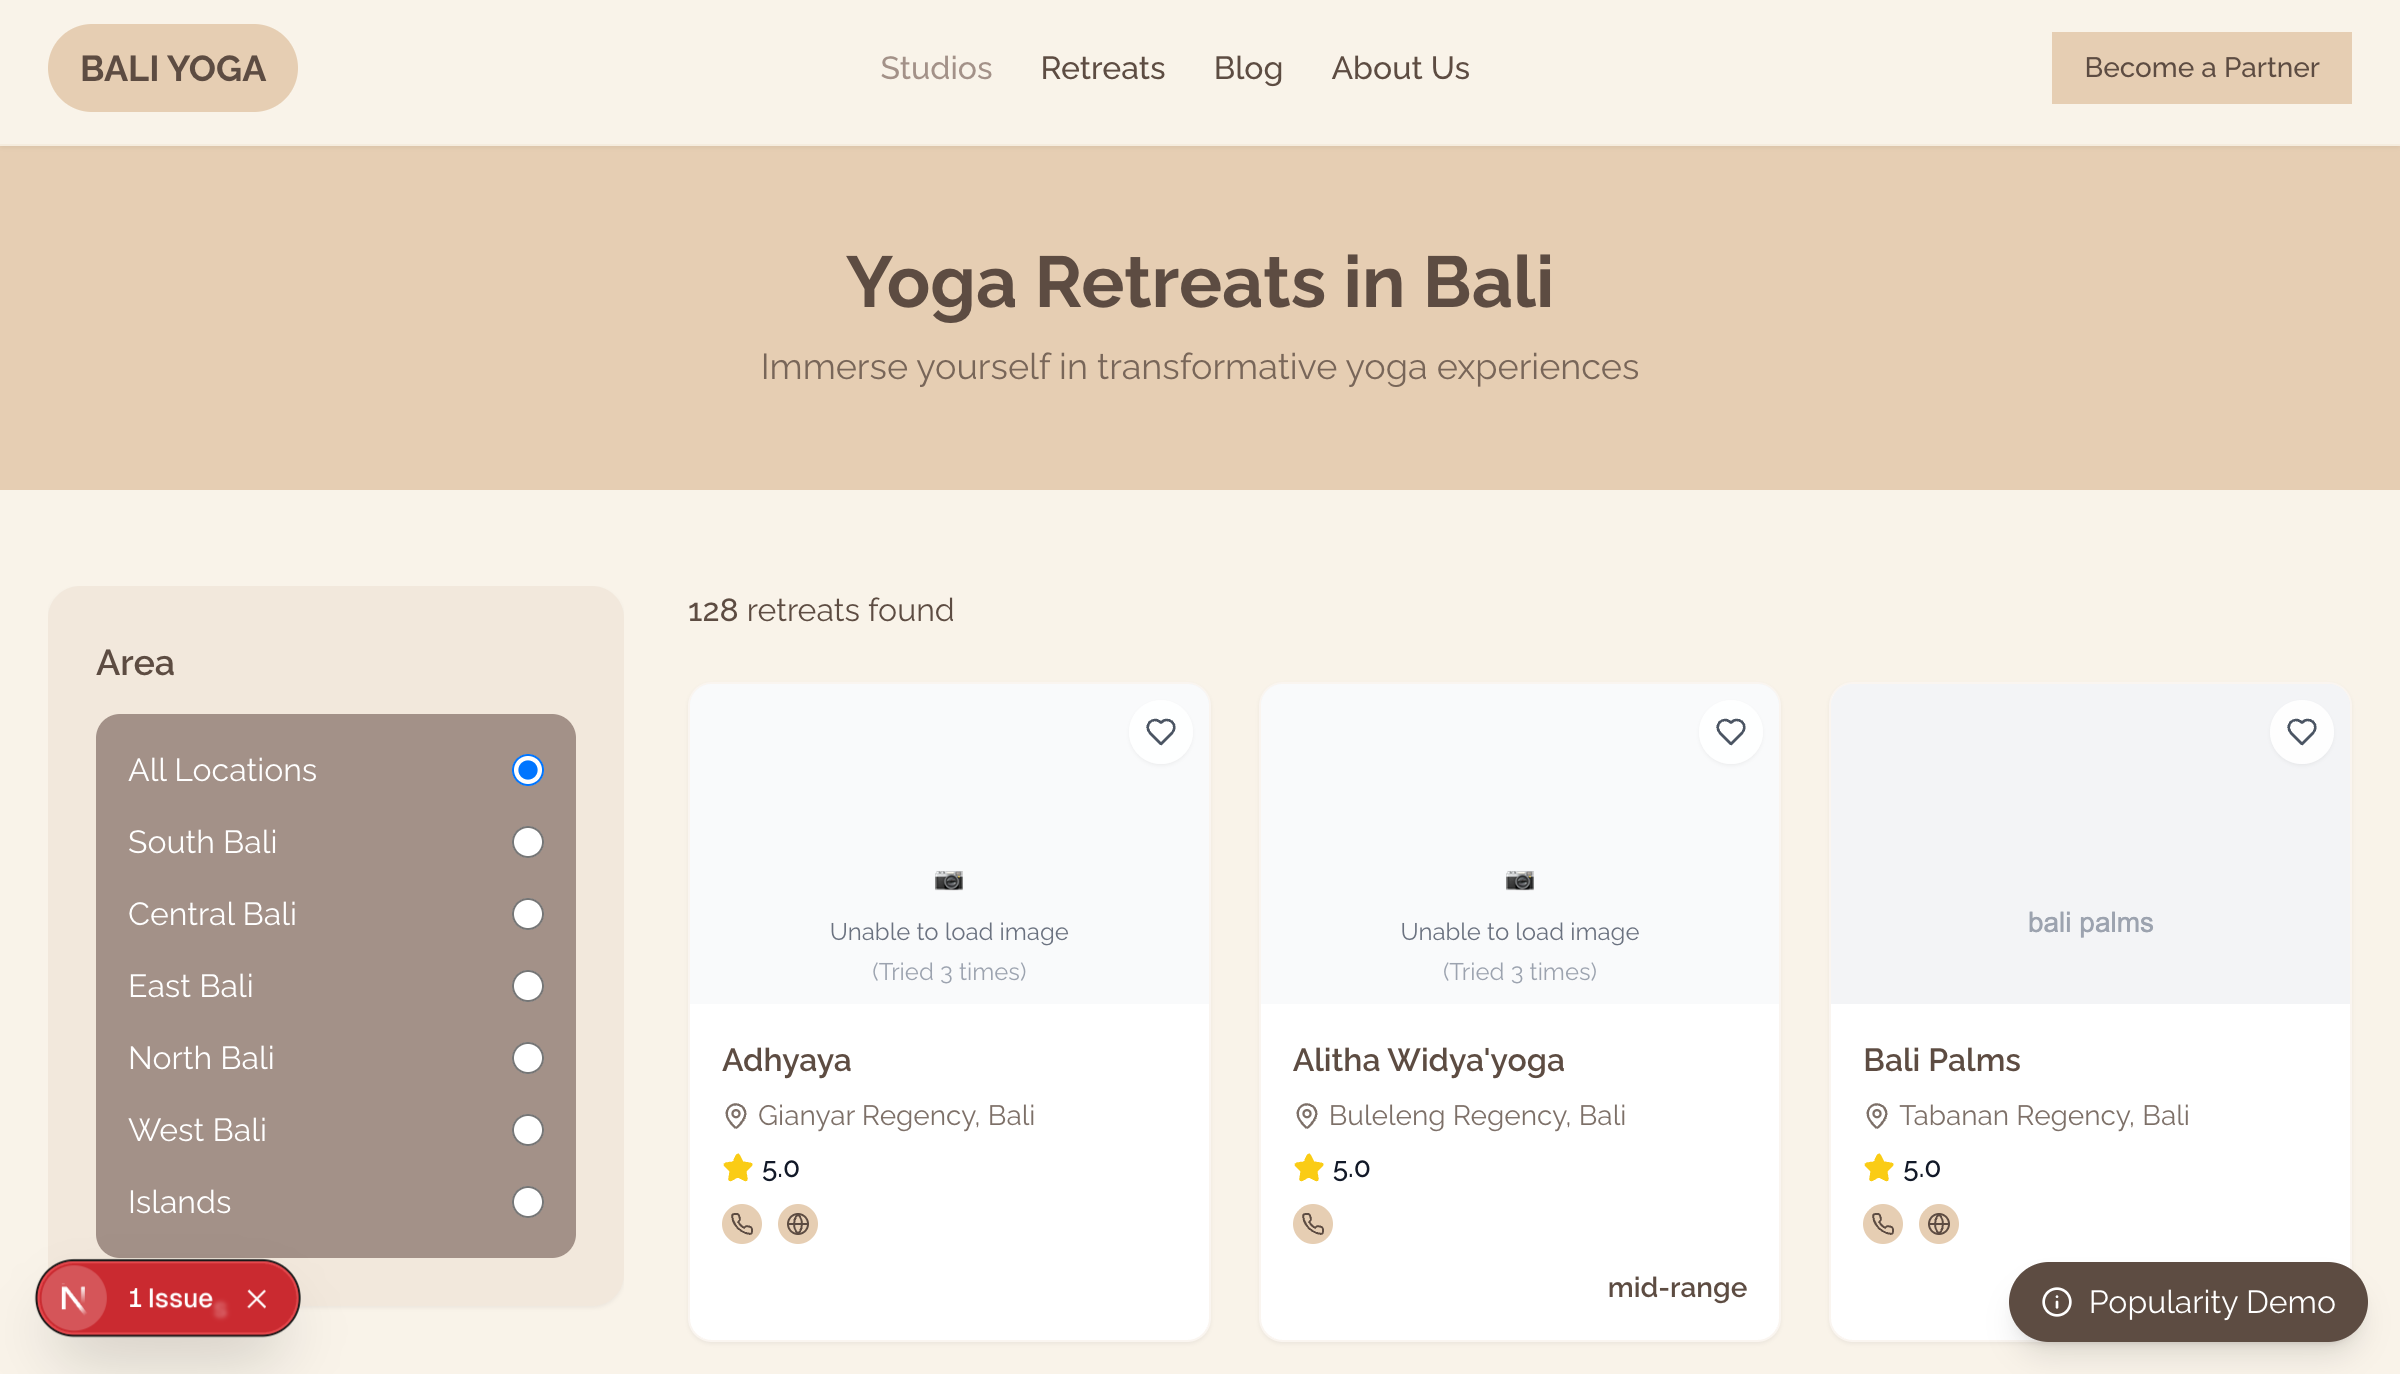 BALI YOGA
Studios
Retreats
Blog
About Us
Become a Partner
Yoga Retreats in Bali
Immerse yourself in transformative yoga experiences
Area
All Locations
South Bali
Central Bali
East Bali
North Bali
West Bali
Islands
128 retreats found
Unable to load image
(Tried 3 times)
Adhyaya
Gianyar Regency, Bali
5.0
Unable to load image
(Tried 3 times)
Alitha Widya'yoga
Buleleng Regency, Bali
5.0
mid-range
bali palms
Bali Palms
Tabanan Regency, Bali
5.0
N
1 Issue
Popularity Demo